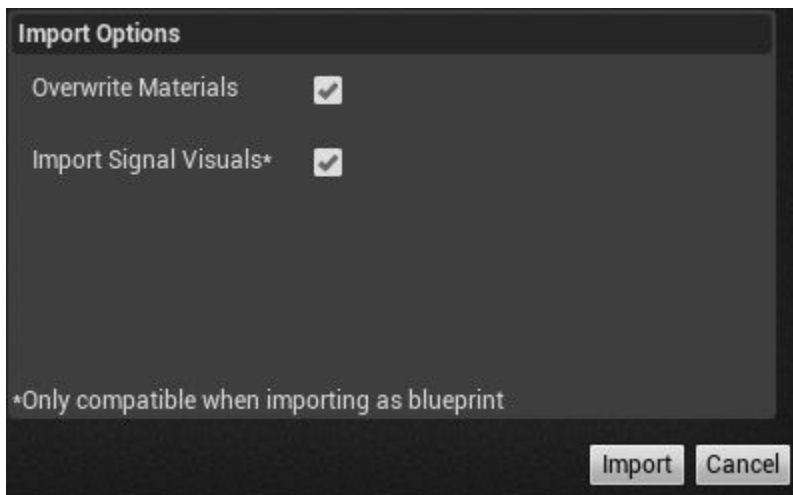 Import Options
Overwrite Materials
Import Signal Visuals*
*Only compatible when importing as blueprint
Import Cancel